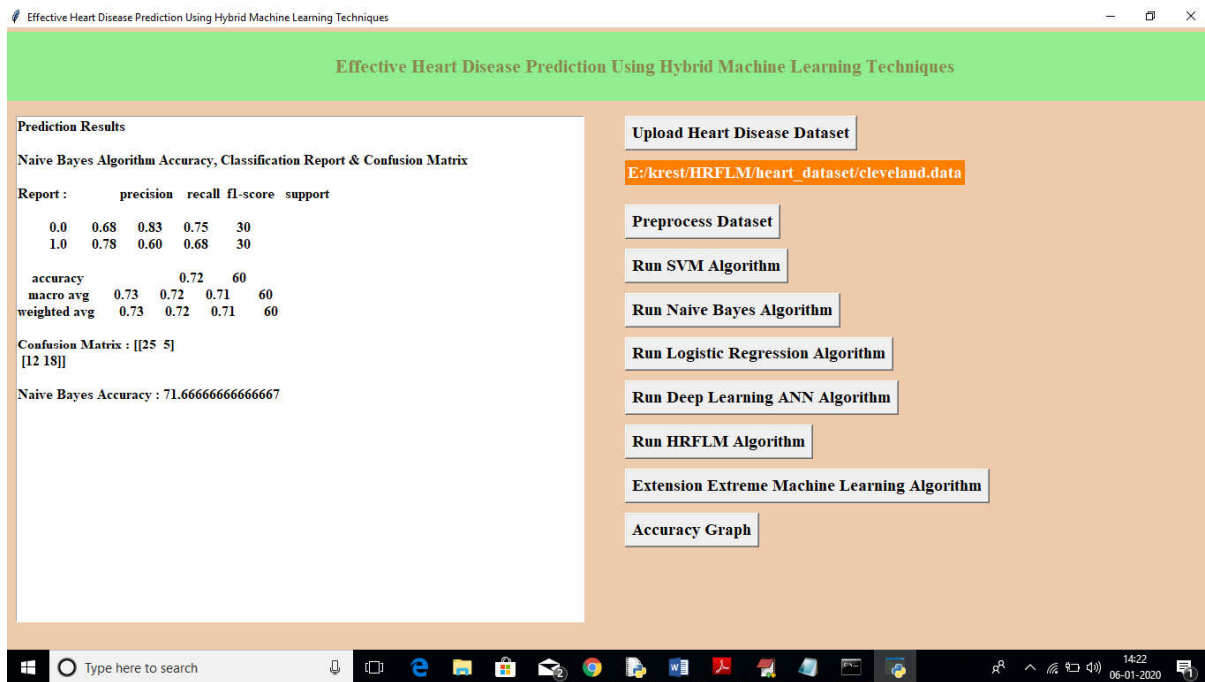 Effective Heart Disease Prediction Using Hybrid Machine Learning Techniques
Effective Heart Disease Prediction Using Hybrid Machine Learning Techniques
Prediction Results
Naive Bayes Algorithm Accuracy, Classification Report & Confusion Matrix
Report : precision recall f1-score support
0.0 0.68 0.83 0.75 30
1.0 0.78 0.60 0.68 30
accuracy 0.72 60
macro avg 0.73 0.72 0.71 60
weighted avg 0.73 0.72 0.71 60
Confusion Matrix : [[25 5]
[12 18]]
Naive Bayes Accuracy : 71.66666666666667
Upload Heart Disease Dataset
E:/krest/HRFLM/heart_dataset/cleveland.data
Preprocess Dataset
Run SVM Algorithm
Run Naive Bayes Algorithm
Run Logistic Regression Algorithm
Run Deep Learning ANN Algorithm
Run HRFLM Algorithm
Extension Extreme Machine Learning Algorithm
Accuracy Graph
Type here to search
2
14:22
06-01-2020
1